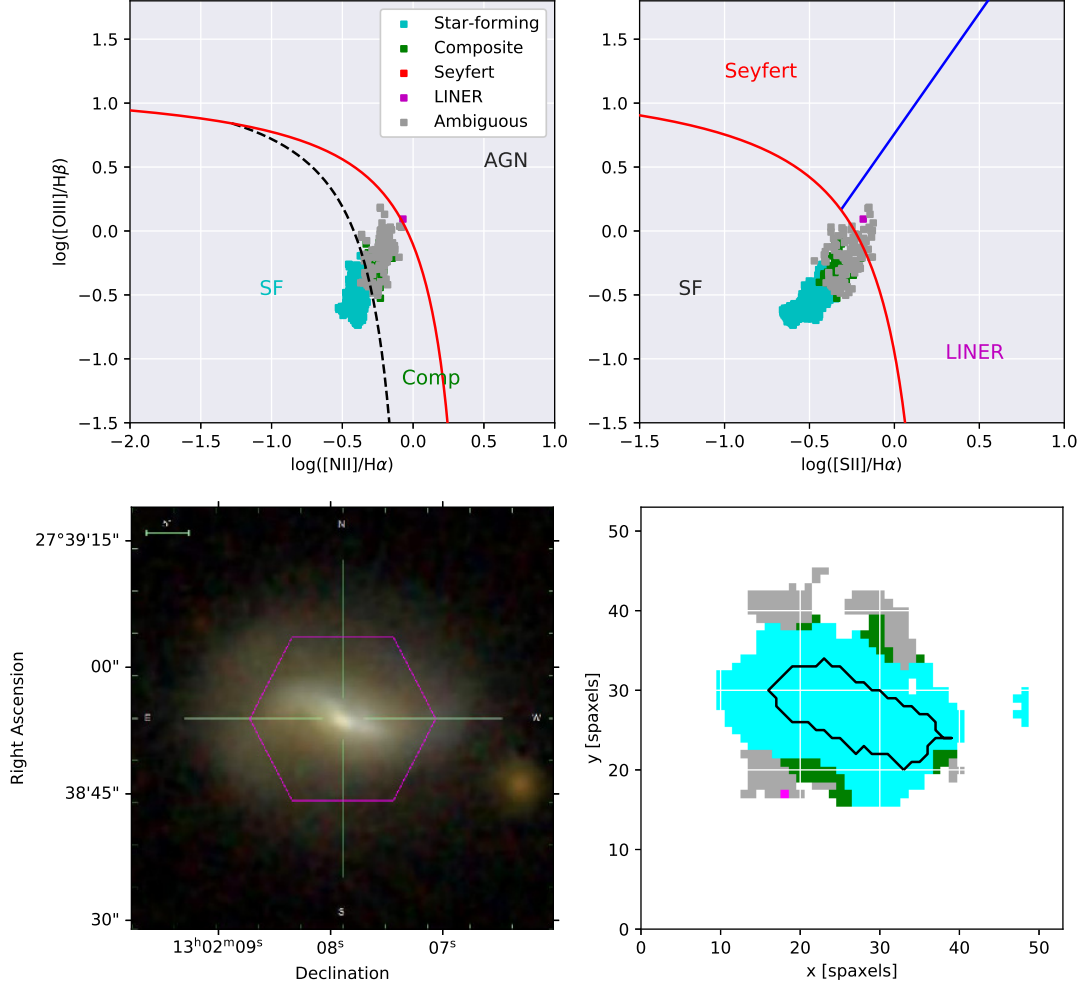 Star-forming
Composite
Seyfert
LINER
Ambiguous
AGN
SF
Comp
1.5
1.0
0.5
0.0
−0.5
−1.0
−1.5
−2.0 −1.5 −1.0 −0.5 0.0 0.5 1.0
log([OIII]/Hβ)
log([NII]/Hα)
Seyfert
SF
LINER
1.5
1.0
0.5
0.0
−0.5
−1.0
−1.5
−1.5 −1.0 −0.5 0.0 0.5 1.0
log([SII]/Hα)
5"
N
E
W
S
27°39'15"
00"
38'45"
30"
13ʰ02ᵐ09ˢ 08ˢ 07ˢ
Right Ascension
Declination
50
40
30
20
10
0
0 10 20 30 40 50
y [spaxels]
x [spaxels]